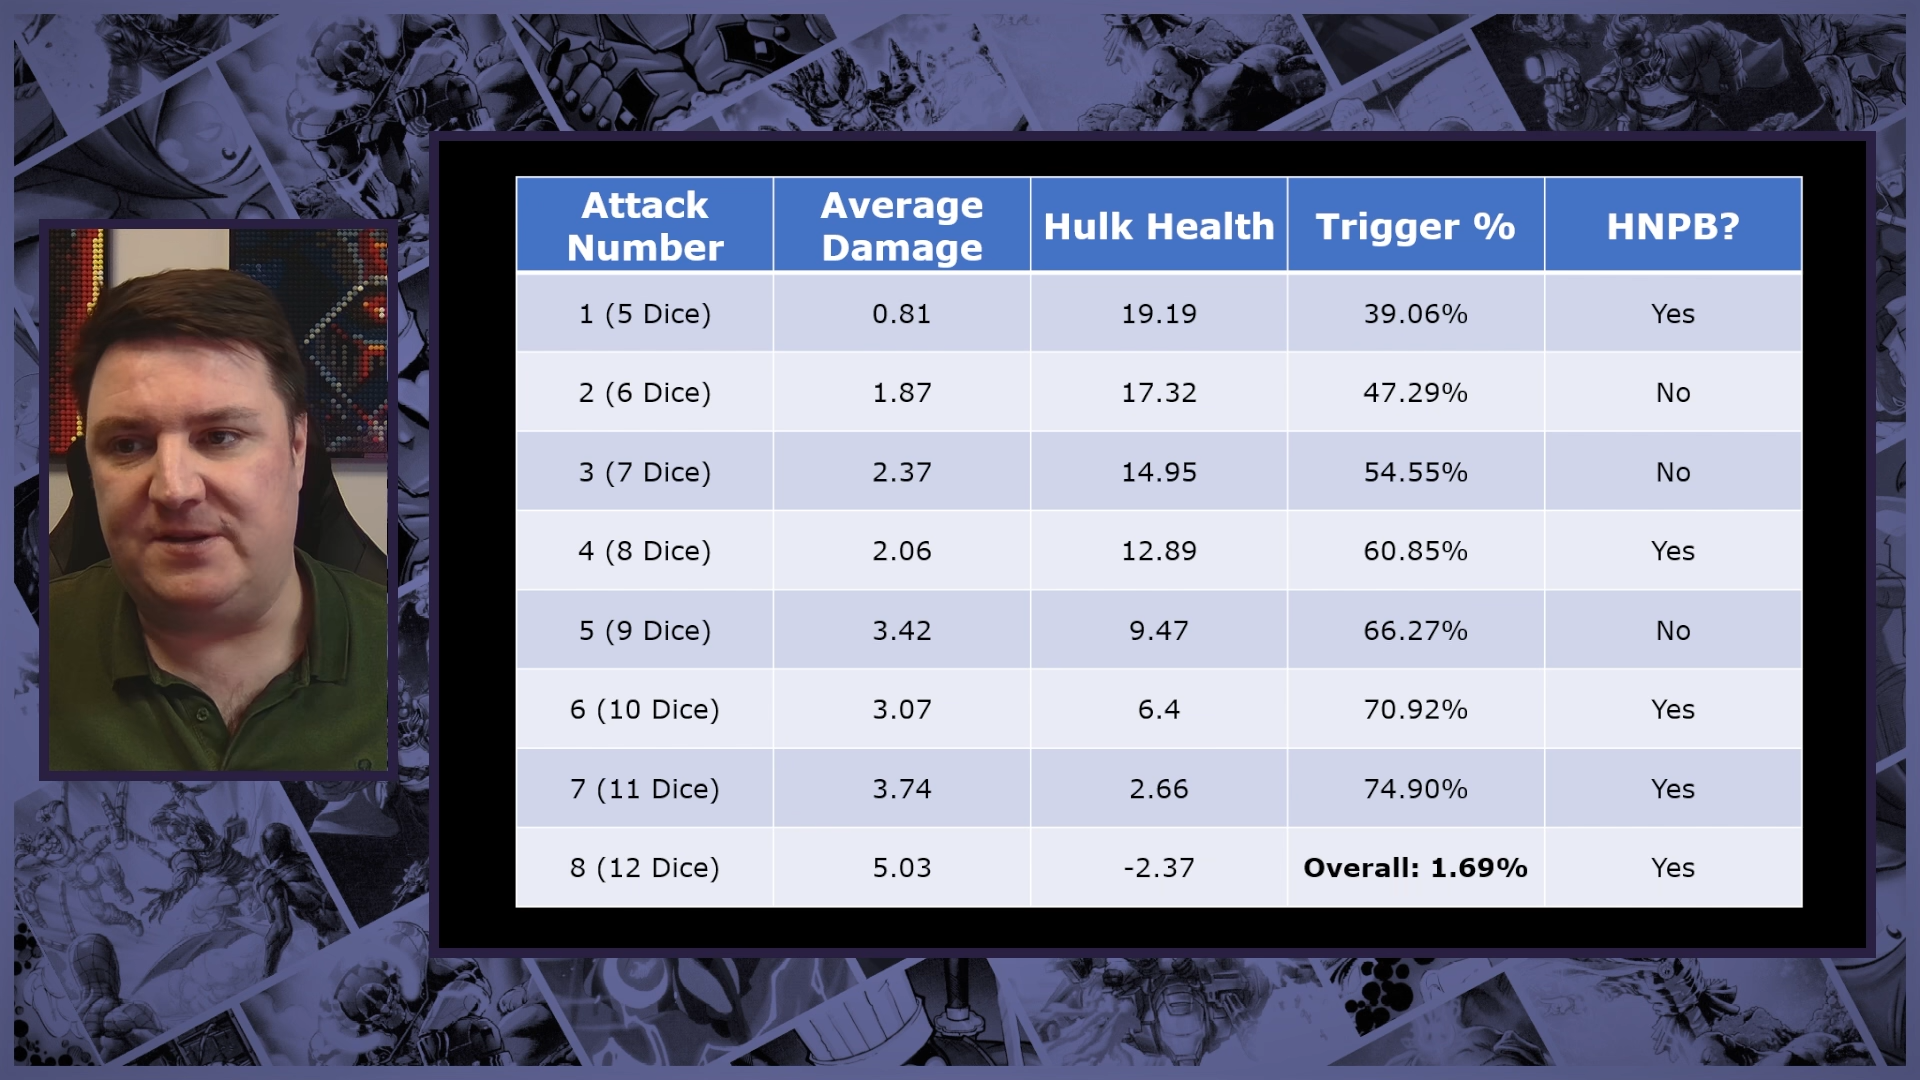 Attack Number
Average Damage
Hulk Health
Trigger %
HNPB?
1 (5 Dice) 0.81 19.19 39.06% Yes
2 (6 Dice) 1.87 17.32 47.29% No
3 (7 Dice) 2.37 14.95 54.55% No
4 (8 Dice) 2.06 12.89 60.85% Yes
5 (9 Dice) 3.42 9.47 66.27% No
6 (10 Dice) 3.07 6.4 70.92% Yes
7 (11 Dice) 3.74 2.66 74.90% Yes
8 (12 Dice) 5.03 -2.37 Overall: 1.69% Yes